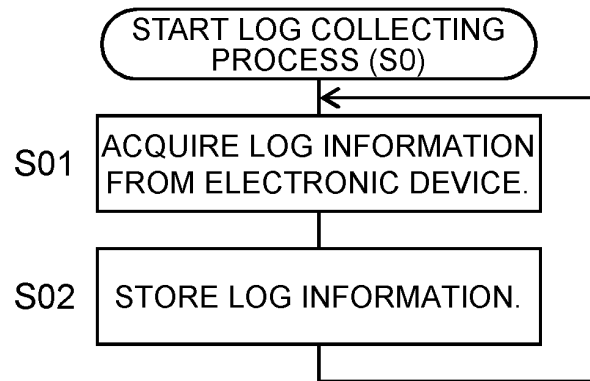 START LOG COLLECTING
PROCESS (S0)
S01
ACQUIRE LOG INFORMATION
FROM ELECTRONIC DEVICE.
S02
STORE LOG INFORMATION.